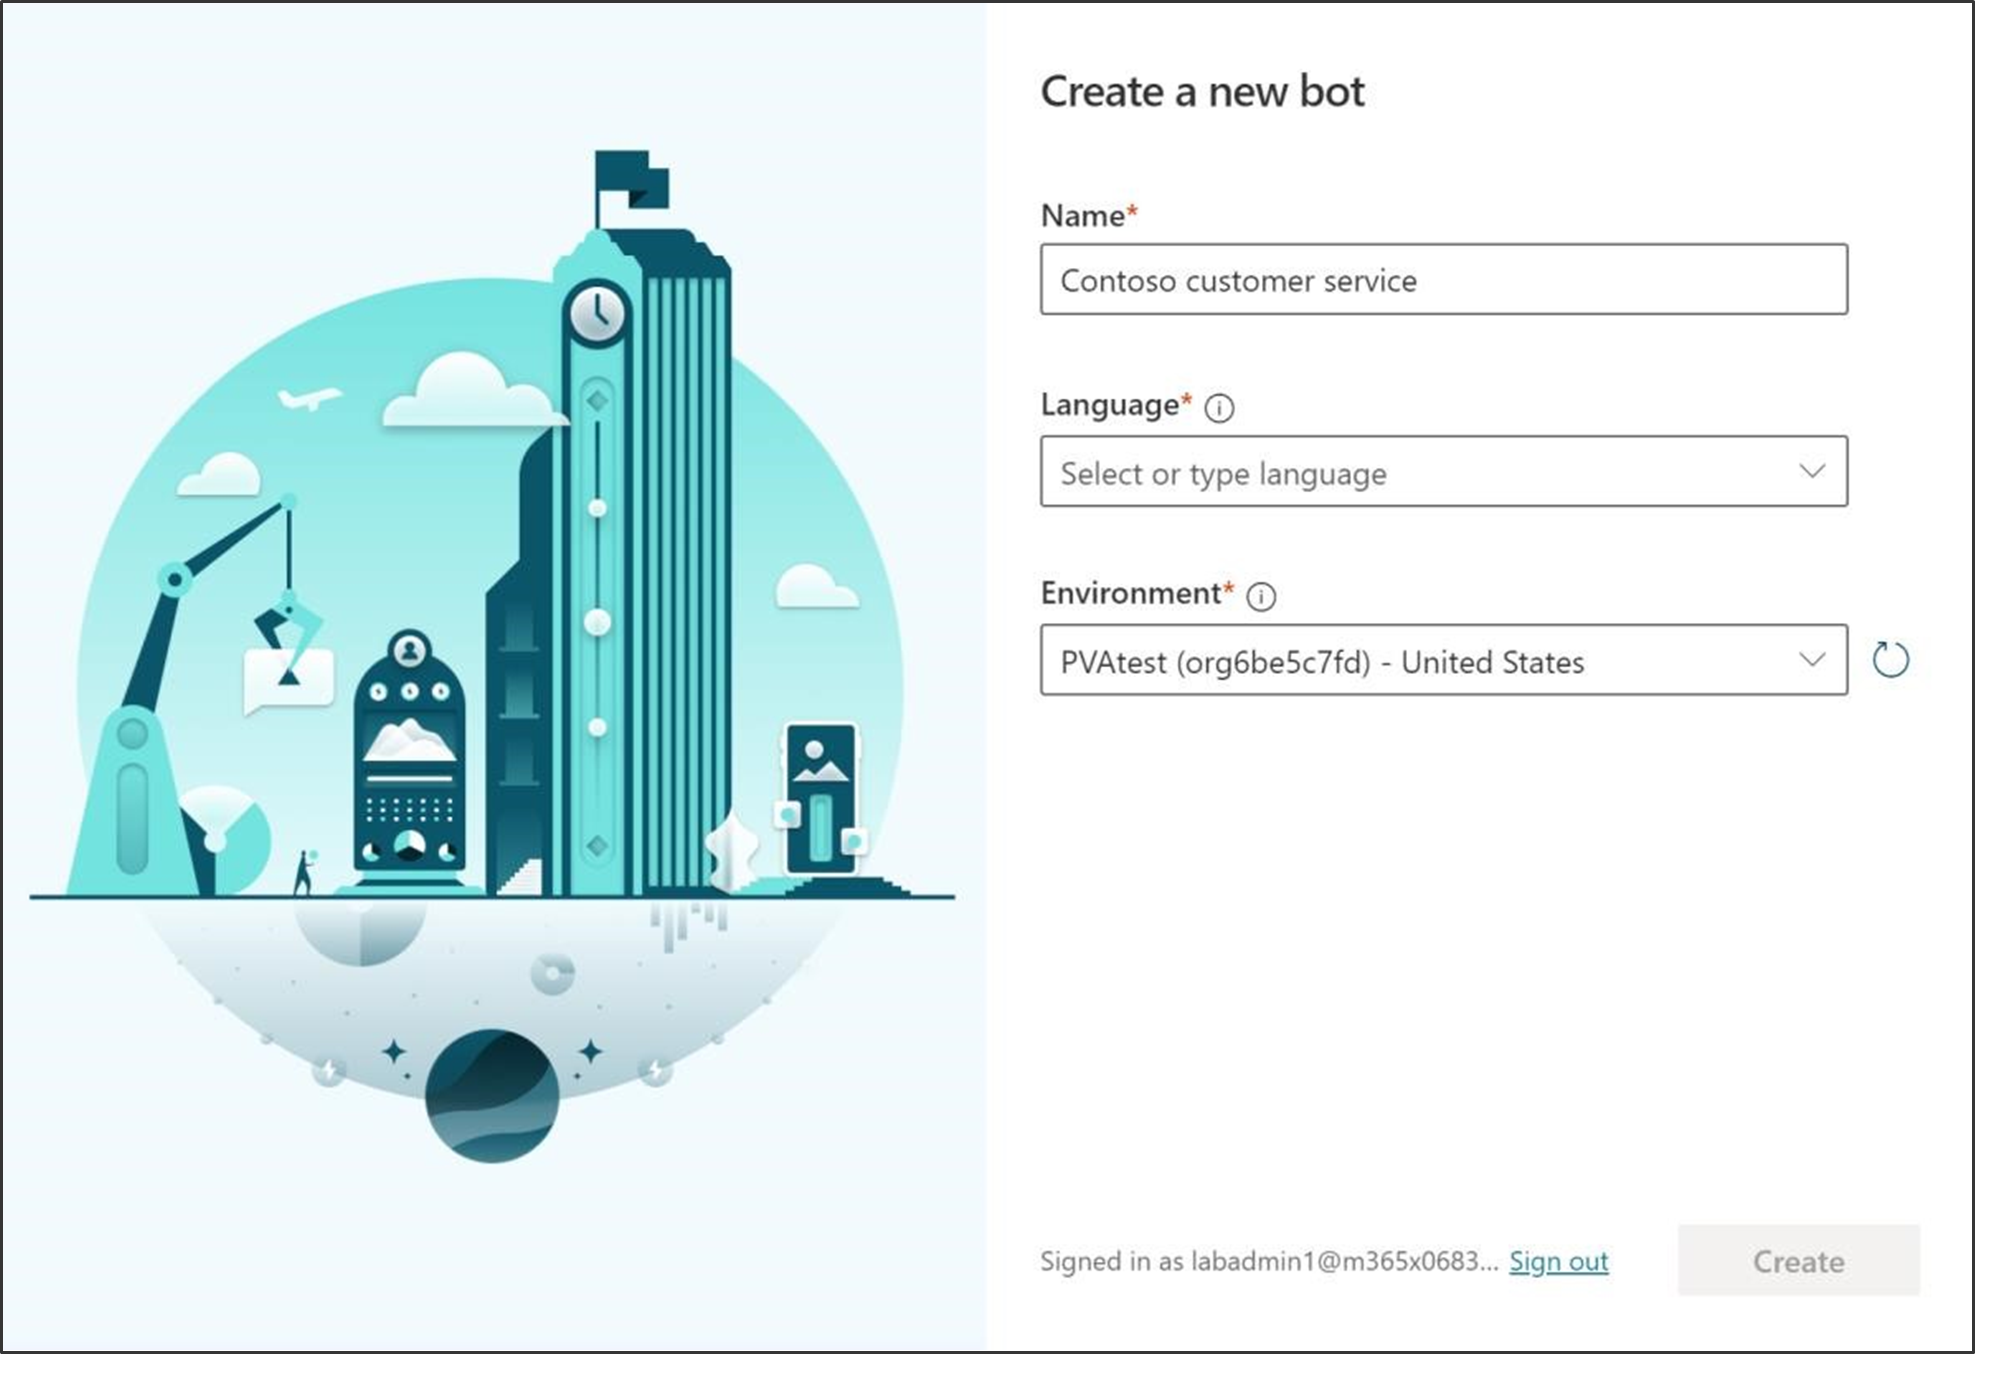 Create a new bot
Name*
Contoso customer service
Language*
Select or type language
Environment*
PVAtest (org6be5c7fd) - United States
Signed in as labadmin1@m365x0683... Sign out
Create